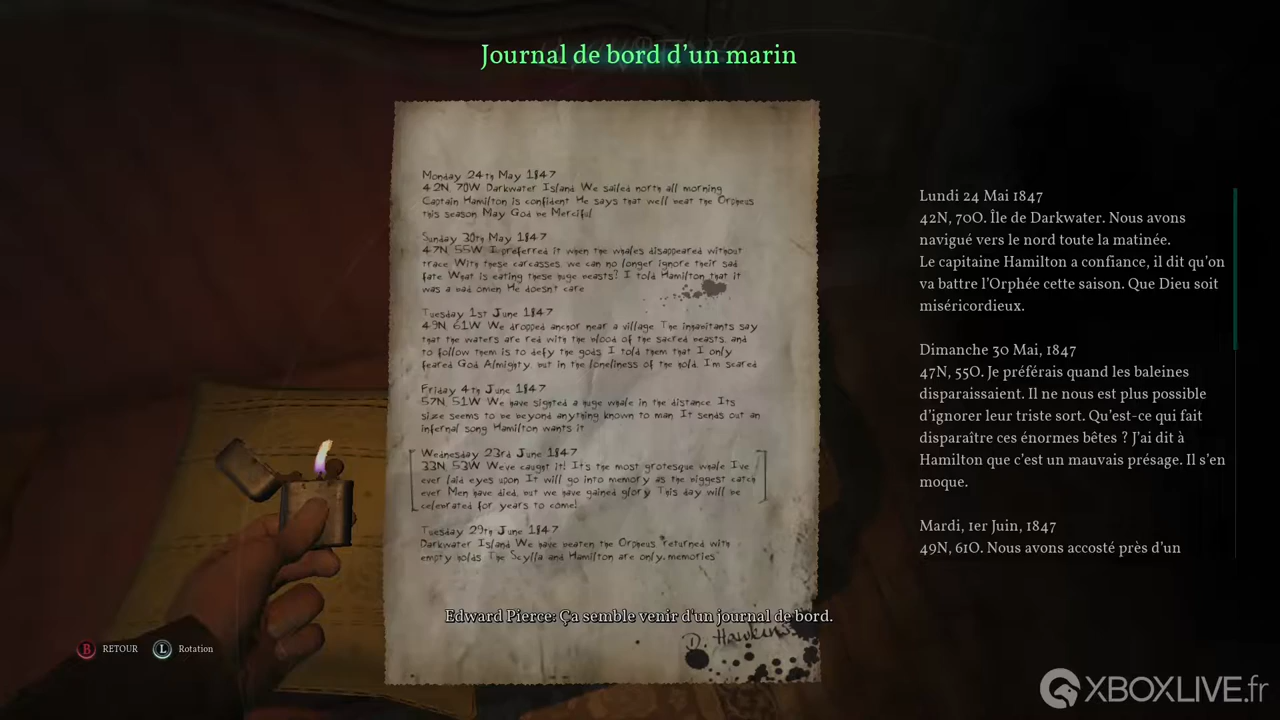 Journal de bord d'un marin
Monday 24th May 1847
42N 70W Darkwater Island We sailed north all morning
Captain Hamilton is confident He says that well beat the Orpheus
this season May God be Merciful
Sunday 30th May 1847
47N 55W I preferred it when the whales disappeared without
trace With these carcasses, we can no longer ignore their sad
fate What is eating these huge beasts? I told Hamilton that it
was a bad omen He doesnt care
Tuesday 1st June 1847
49N 61W We dropped anchor near a village The inhabitants say
that the waters are red with the blood of the sacred beasts, and
to follow them is to defy the gods I told them that I only
feared God Almighty, but in the loneliness of the hold, Im scared
Friday 4th June 1847
57N 51W We have sighted a huge whale in the distance Its
size seems to be beyond anything known to man It sends out an
infernal song Hamilton wants it
Wednesday 23rd June 1847
33N 53W Weve caught it! Its the most grotesque whale Ive
ever laid eyes upon It will go into memory as the biggest catch
ever Men have died, but we have gained glory This day will be
celebrated for years to come!
Tuesday 29th June 1847
Darkwater Island We have beaten the Orpheus returned with
empty holds The Scylla and Hamilton are only memories
D. Hawkins
Edward Pierce: Ça semble venir d'un journal de bord.
Lundi 24 Mai 1847
42N, 70O. Île de Darkwater. Nous avons
navigué vers le nord toute la matinée.
Le capitaine Hamilton a confiance, il dit qu'on
va battre l'Orphée cette saison. Que Dieu soit
miséricordieux.
Dimanche 30 Mai, 1847
47N, 55O. Je préférais quand les baleines
disparaissaient. Il ne nous est plus possible
d'ignorer leur triste sort. Qu'est-ce qui fait
disparaître ces énormes bêtes ? J'ai dit à
Hamilton que c'est un mauvais présage. Il s'en
moque.
Mardi, 1er Juin, 1847
49N, 61O. Nous avons accosté près d'un
B RETOUR L Rotation
XBOXLIVE.fr